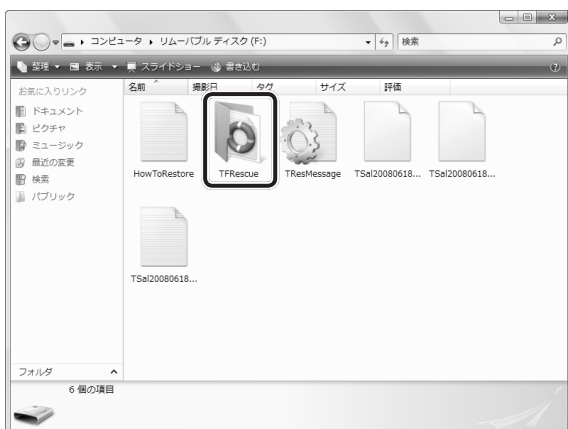 コンピュータ ▸ リムーバブル ディスク (F:)
検索
整理 表示 スライドショー 書き込む
お気に入りリンク
ドキュメント
ピクチャ
ミュージック
最近の変更
検索
パブリック
フォルダ
名前 撮影日 タグ サイズ 評価
HowToRestore
TFRescue
TResMessage
TSal20080618...
TSal20080618...
TSal20080618...
6 個の項目